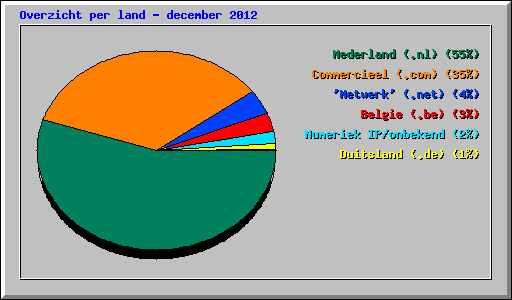 Overzicht per land - december 2012
Nederland (.nl) (55%)
Commercieel (.com) (35%)
'Netwerk' (.net) (4%)
Belgie (.be) (3%)
Numeriek IP/onbekend (2%)
Duitsland (.de) (1%)